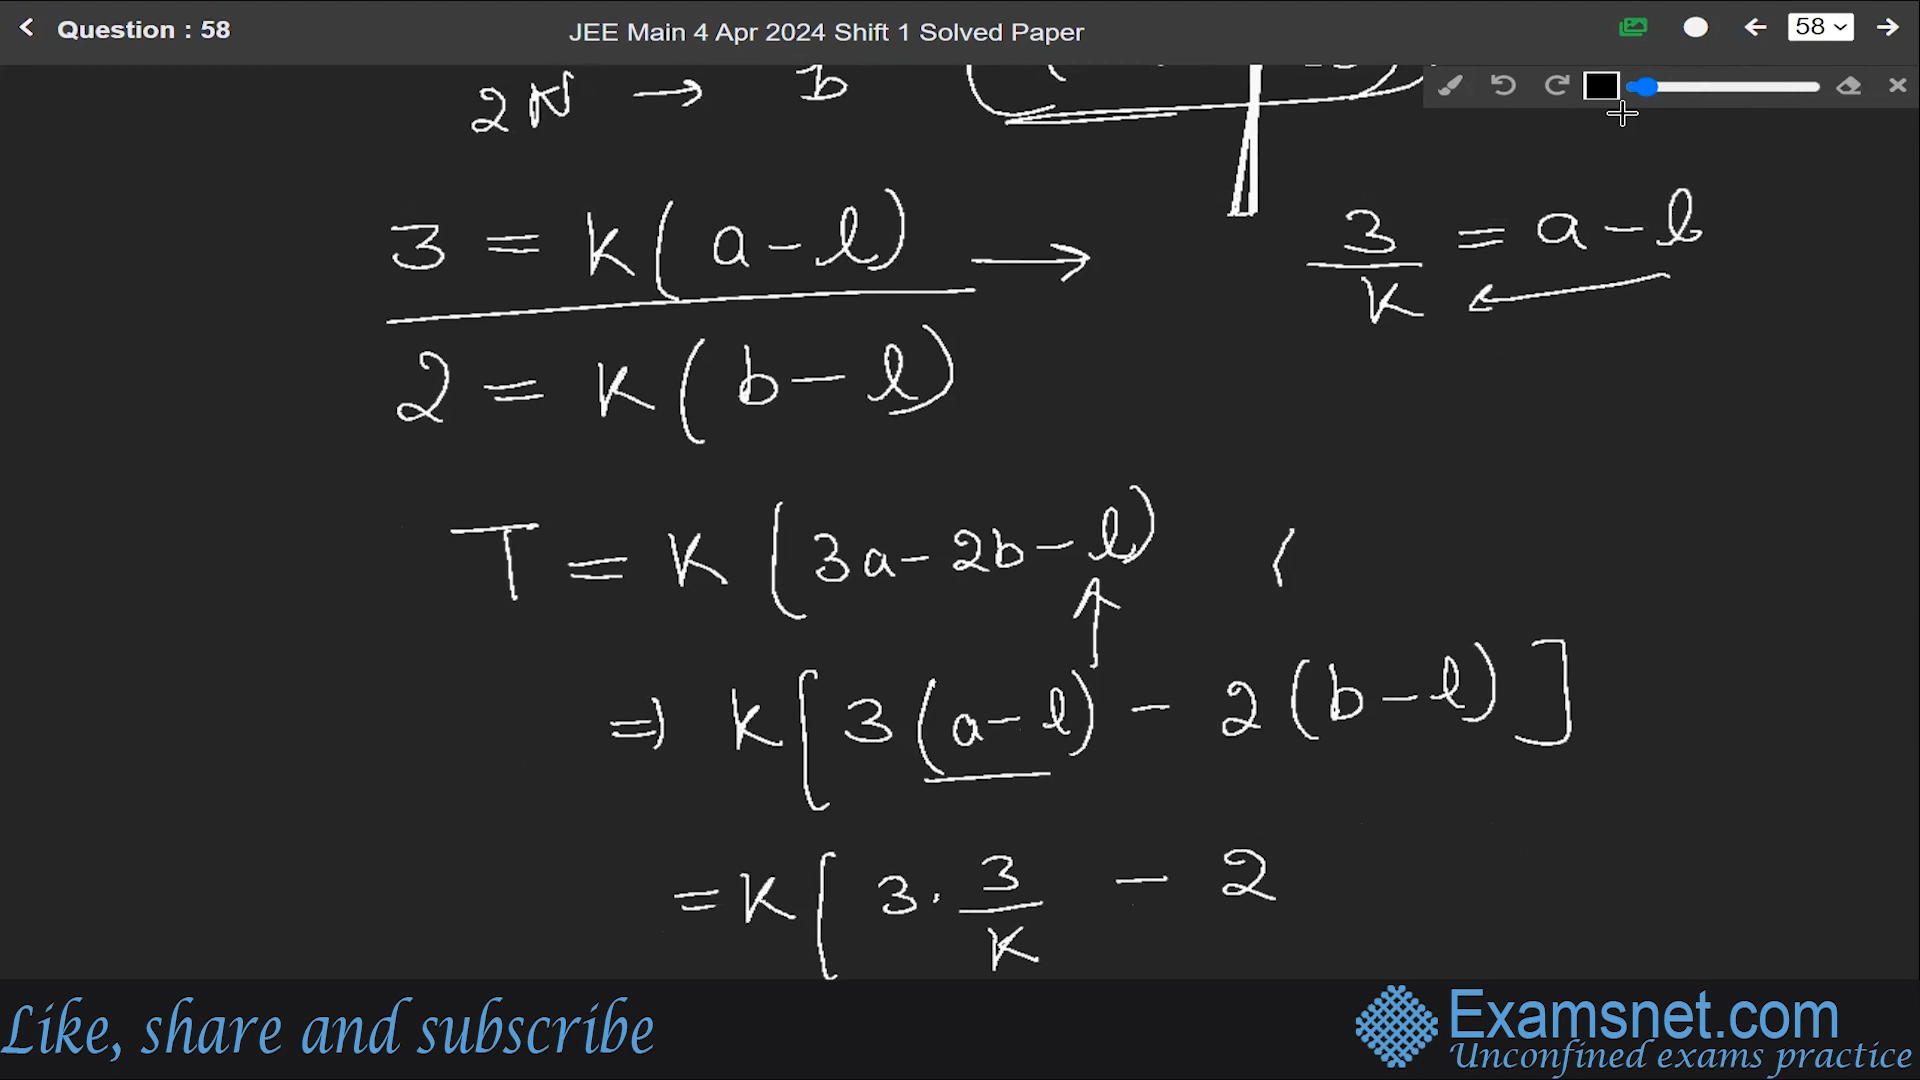 Question : 58
JEE Main 4 Apr 2024 Shift 1 Solved Paper
58
2N → b
3 = k(a-l) →
3/k = a-l
2 = k(b-l)
T = k(3a-2b-l) (
⇒ k[3(a-l) - 2(b-l)]
= k[3·3/k - 2
Like, share and subscribe
Examsnet.com
Unconfined exams practice